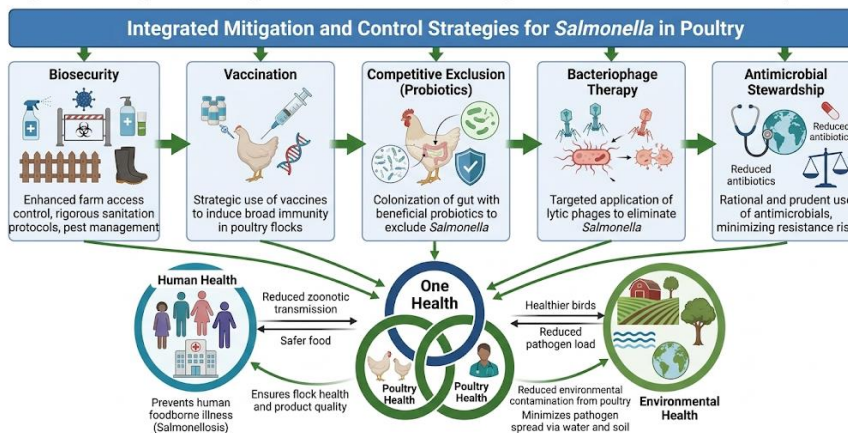 Integrated Mitigation and Control Strategies for Salmonella in Poultry
Biosecurity
Enhanced farm access
control, rigorous sanitation
protocols, pest management
Vaccination
Strategic use of vaccines
to induce broad immunity
in poultry flocks
Competitive Exclusion
(Probiotics)
Colonization of gut with
beneficial probiotics to
exclude Salmonella
Bacteriophage
Therapy
Targeted application of
lytic phages to eliminate
Salmonella
Antimicrobial
Stewardship
Reduced
antibiotic
Reduced
antibiotics
Rational and prudent use
of antimicrobials,
minimizing resistance ris
Human Health
Prevents human
foodborne illness
(Salmonellosis)
Reduced zoonotic
transmission
Safer food
Ensures flock health
and product quality
One
Health
Poultry
Health
Poultry
Health
Healthier birds
Reduced
pathogen load
Reduced environmental
contamination from poultry
Minimizes pathogen
spread via water and soil
Environmental
Health